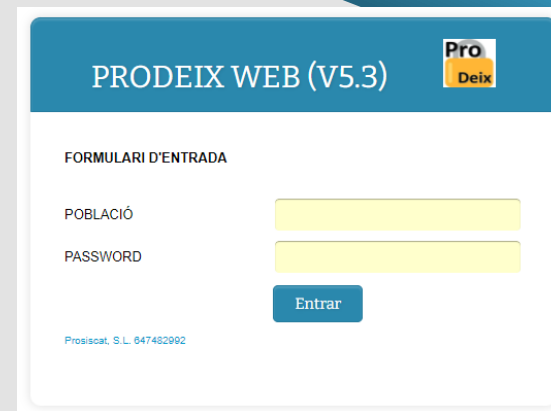 PRODEIX WEB (V5.3)
Pro
Deix
FORMULARI D'ENTRADA
POBLACIÓ
PASSWORD
Entrar
Prosiscat, S.L. 647482992